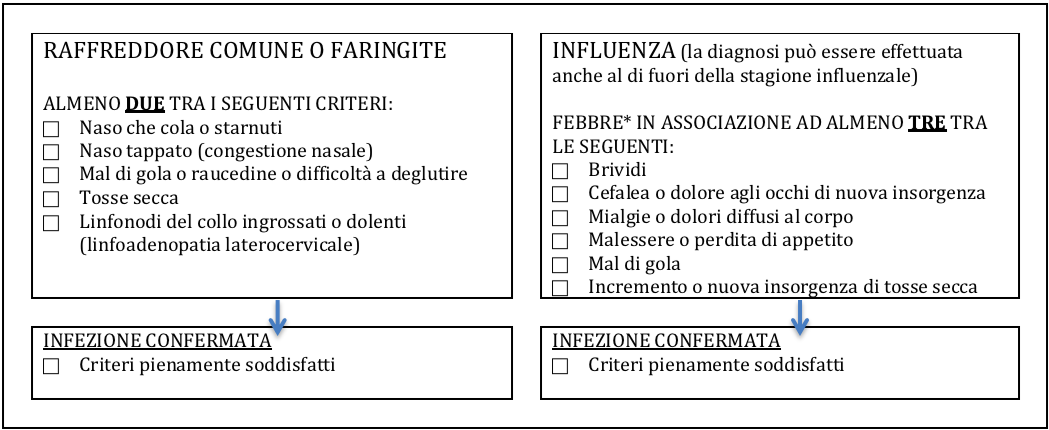 RAFFREDDORE COMUNE O FARINGITE
ALMENO DUE TRA I SEGUENTI CRITERI:
Naso che cola o starnuti
Naso tappato (congestione nasale)
Mal di gola o raucedine o difficoltà a deglutire
Tosse secca
Linfonodi del collo ingrossati o dolenti
(linfoadenopatia laterocervicale)
INFEZIONE CONFERMATA
Criteri pienamente soddisfatti
INFLUENZA (la diagnosi può essere effettuata
anche al di fuori della stagione influenzale)
FEBBRE* IN ASSOCIAZIONE AD ALMENO TRE TRA
LE SEGUENTI:
Brividi
Cefalea o dolore agli occhi di nuova insorgenza
Mialgie o dolori diffusi al corpo
Malessere o perdita di appetito
Mal di gola
Incremento o nuova insorgenza di tosse secca
INFEZIONE CONFERMATA
Criteri pienamente soddisfatti